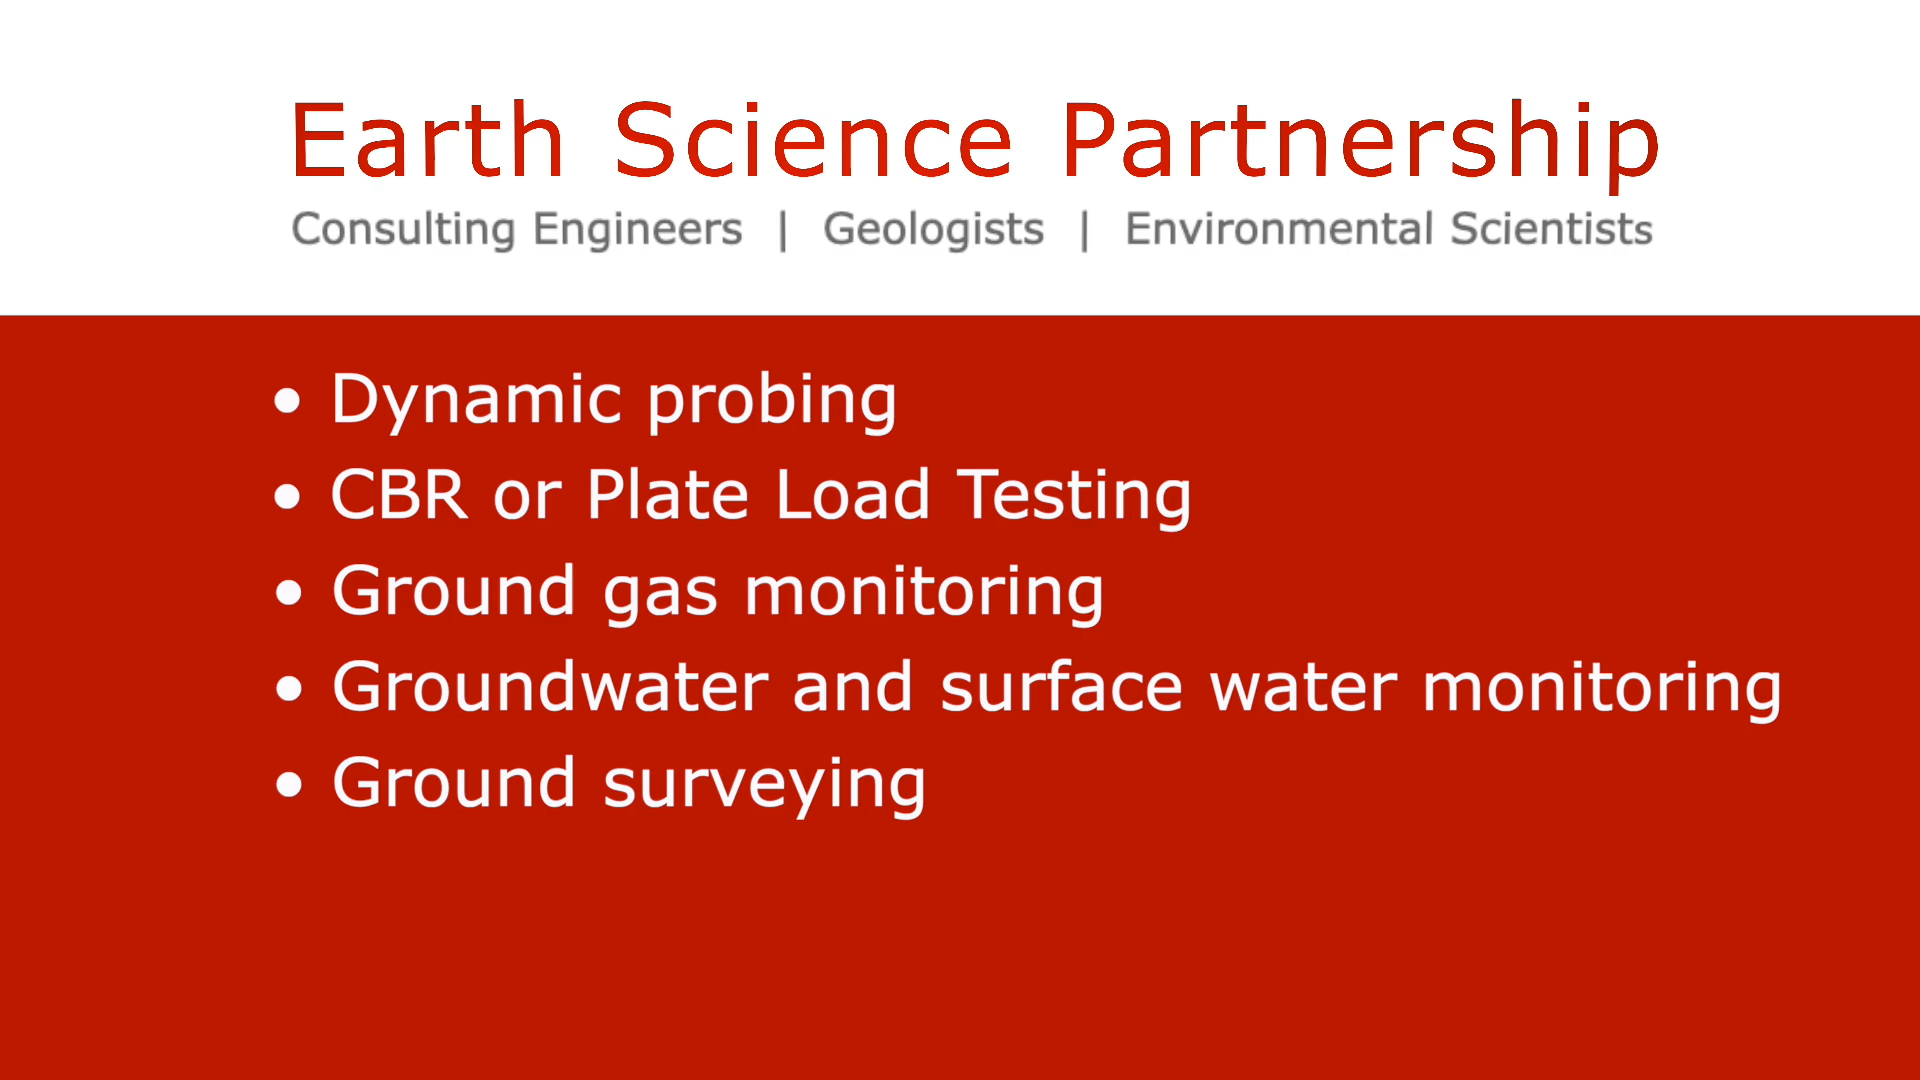 Earth Science Partnership
Consulting Engineers | Geologists | Environmental Scientists
• Dynamic probing
• CBR or Plate Load Testing
• Ground gas monitoring
• Groundwater and surface water monitoring
• Ground surveying